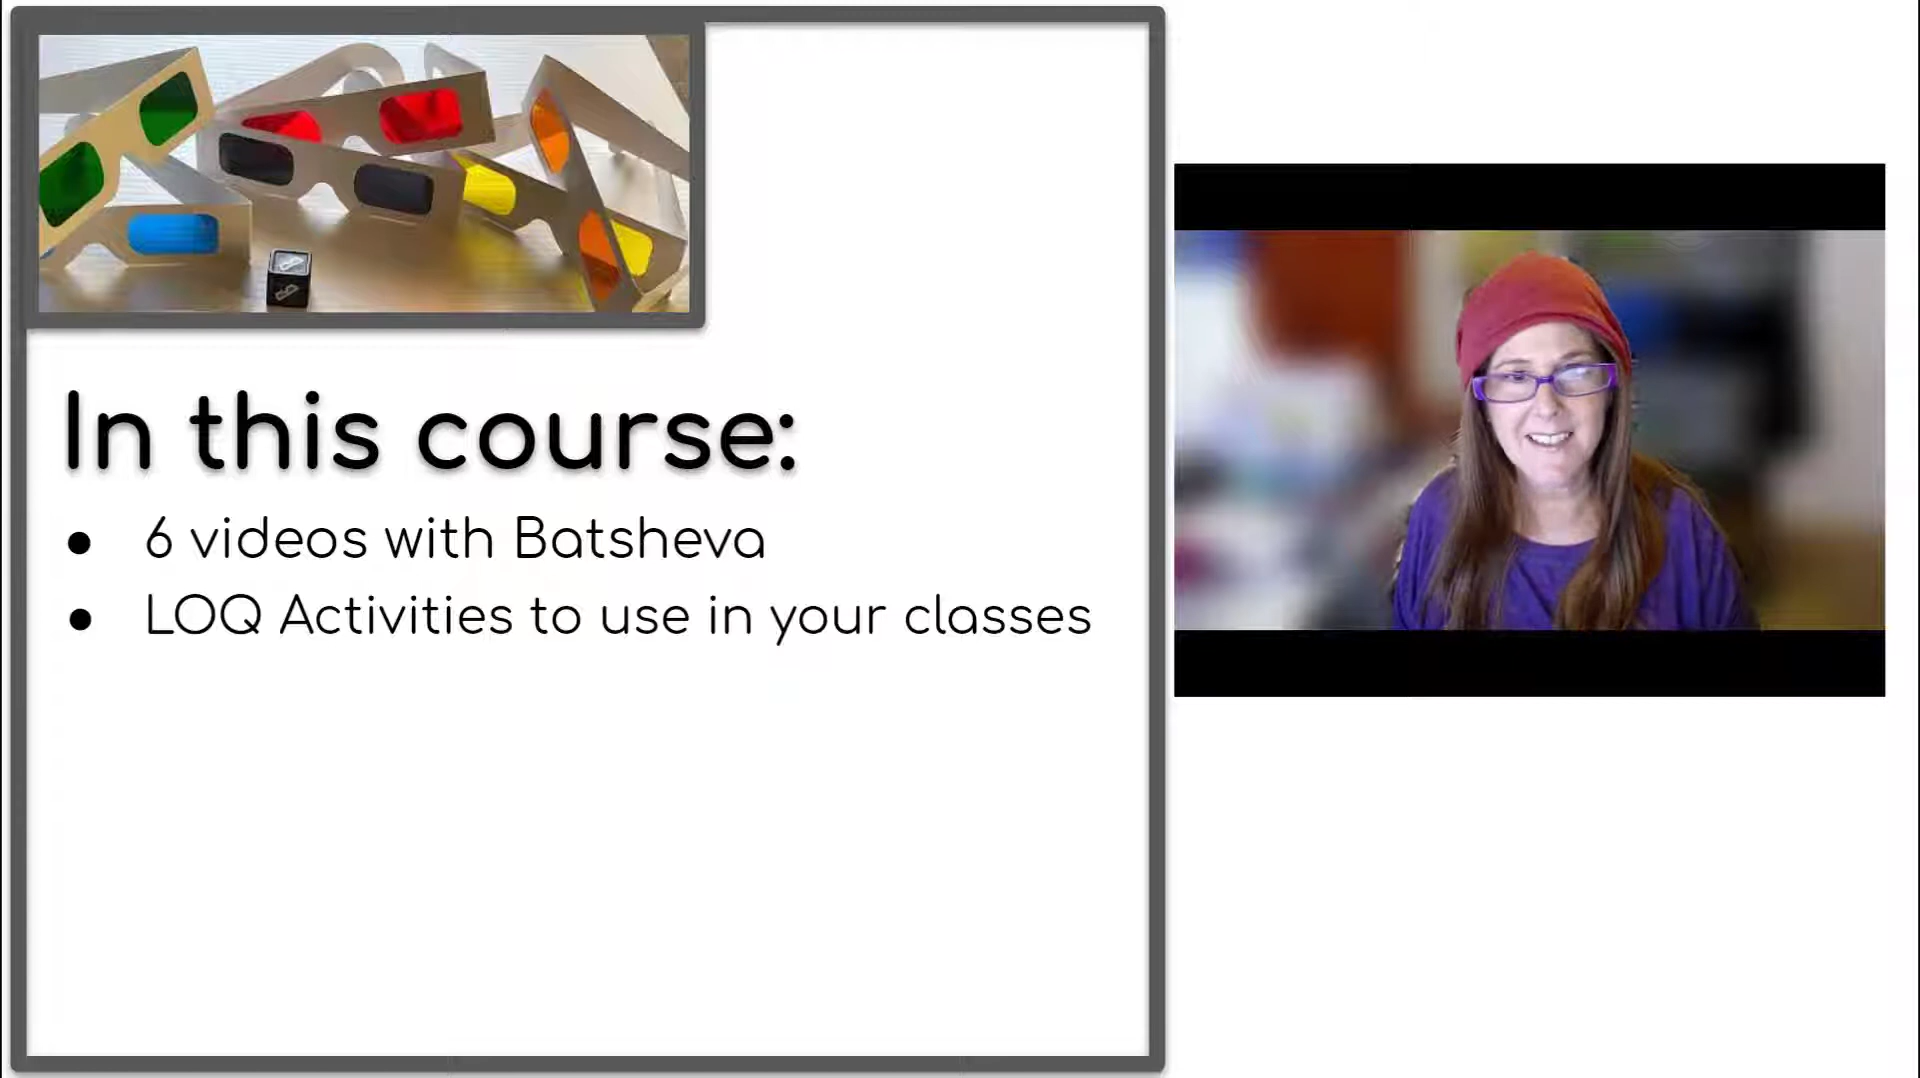 In this course:
● 6 videos with Batsheva
● LOQ Activities to use in your classes